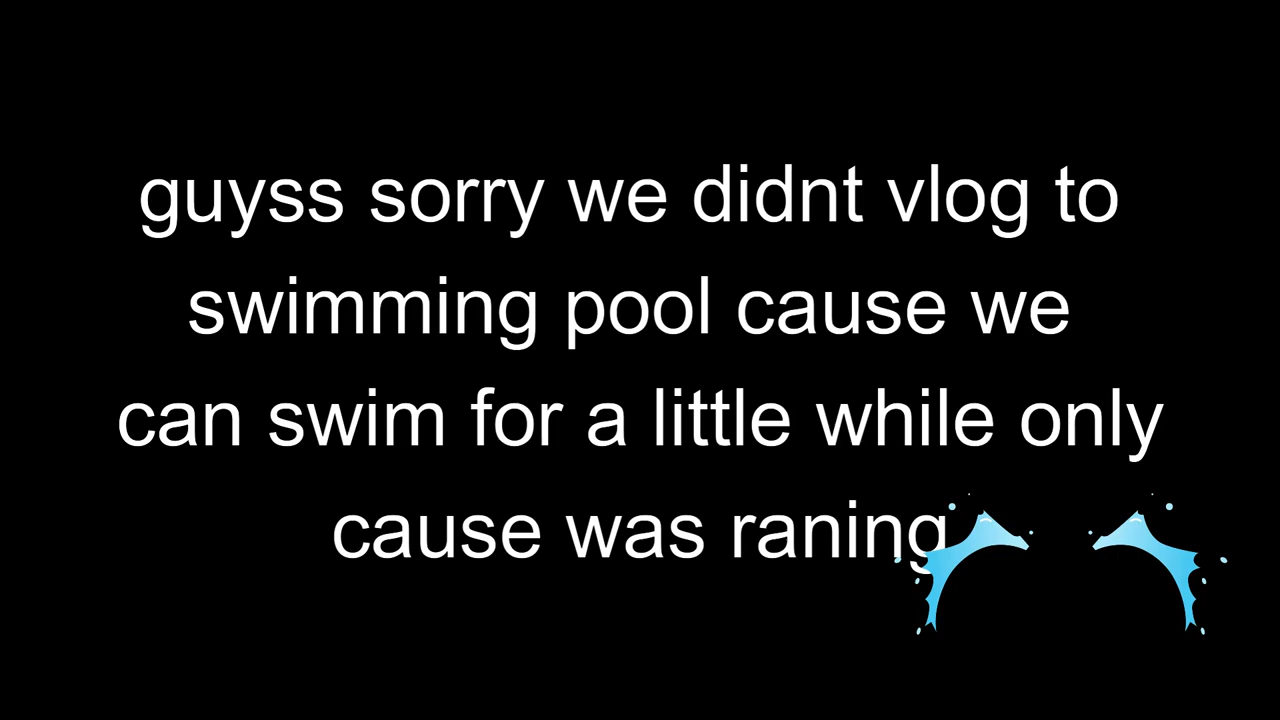 guyss sorry we didnt vlog to
swimming pool cause we
can swim for a little while only
cause was raning